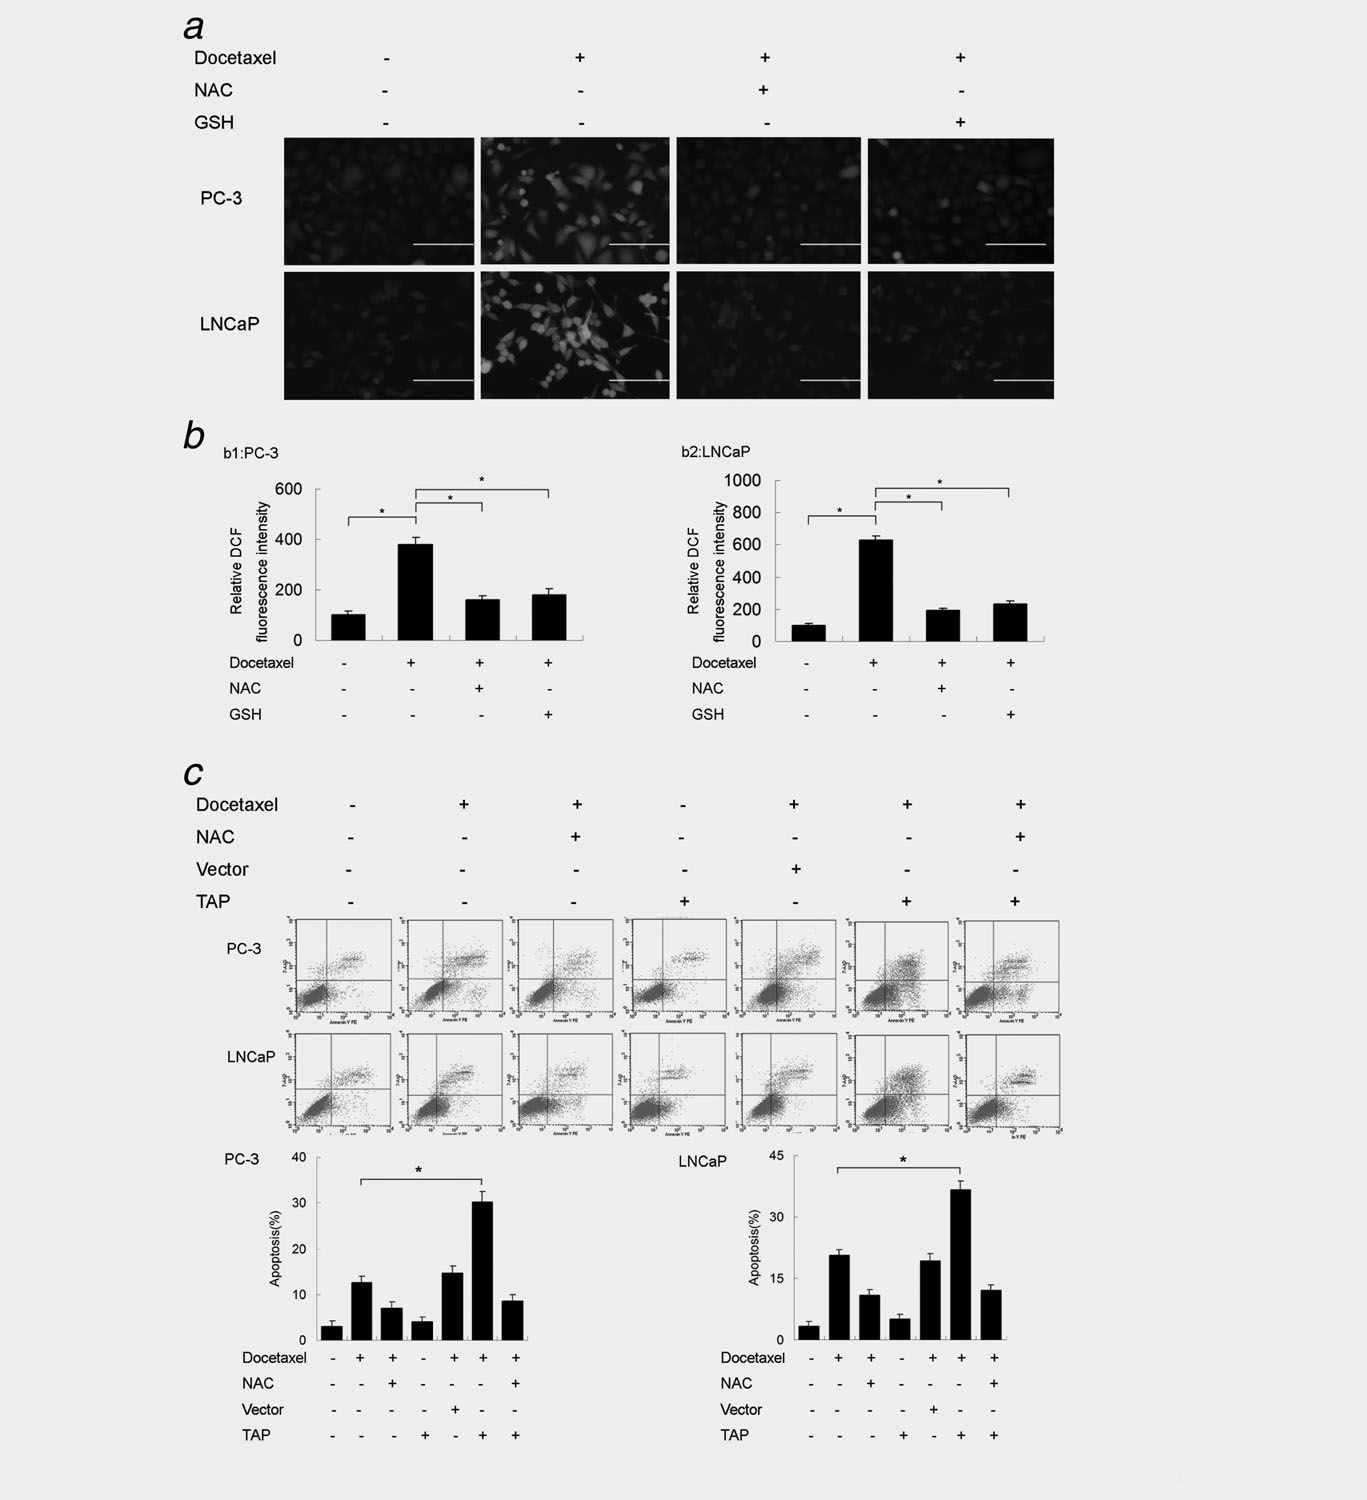 a
Docetaxel - + + +
NAC - - + -
GSH - - - +
PC-3
LNCaP
b
b1:PC-3
b2:LNCaP
Relative DCF
fluorescence intensity
600
400
200
0
* * *
Docetaxel - + + +
NAC - - + -
GSH - - - +
Relative DCF
fluorescence intensity
1000
800
600
400
200
0
* * *
Docetaxel - + + +
NAC - - + -
GSH - - - +
c
Docetaxel - + + - + + +
NAC - - + - - - +
Vector - - - - + - -
TAP - - - + - + +
PC-3
LNCaP
PC-3
Apoptosis(%)
40
30
20
10
0
*
Docetaxel - + + - + + +
NAC - - + - - - +
Vector - - - - + - -
TAP - - - + - + +
LNCaP
Apoptosis(%)
45
30
15
0
*
Docetaxel - + + - + + +
NAC - - + - - - +
Vector - - - - + - -
TAP - - - + - + +